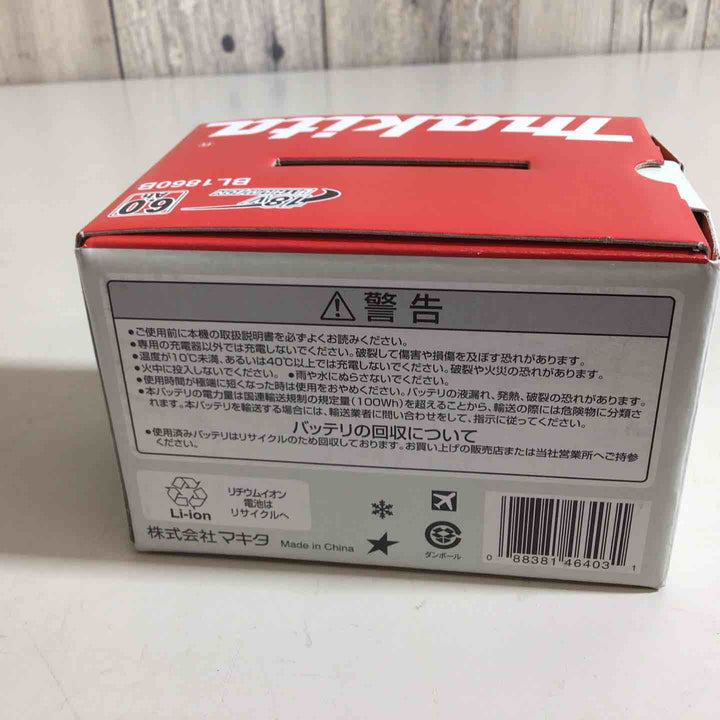 makita
18V
6.0
Ah
BL1860B
警告
●ご使用前に本機の取扱説明書を必ずよくお読みください。
●専用の充電器以外では充電しないでください。破裂して傷害や損傷を及ぼす恐れがあります。
●温度が10℃未満、あるいは40℃以上では充電しないでください。破裂や火災の恐れがあります。
●火中に投入しないでください。 ●雨や水にぬらさないでください。
●使用時間が極端に短くなった時は使用をおやめください。バッテリの液漏れ、発熱、破裂の恐れがあります。
●本バッテリの電力量は国連輸送規制の規定量(100Wh)を超えることから、輸送の際には危険物に分類さ
れます。本バッテリを輸送する場合には、輸送業者に問い合わせをして、指示に従ってください。
バッテリの回収について
●使用済みバッテリはリサイクルのため回収しております。お買い上げの販売店または当社営業所へご持参
ください。
Li-ion
リチウムイオン
電池は
リサイクルへ
株式会社マキタ
Made in China
ダンボール
0 88381 46403 1